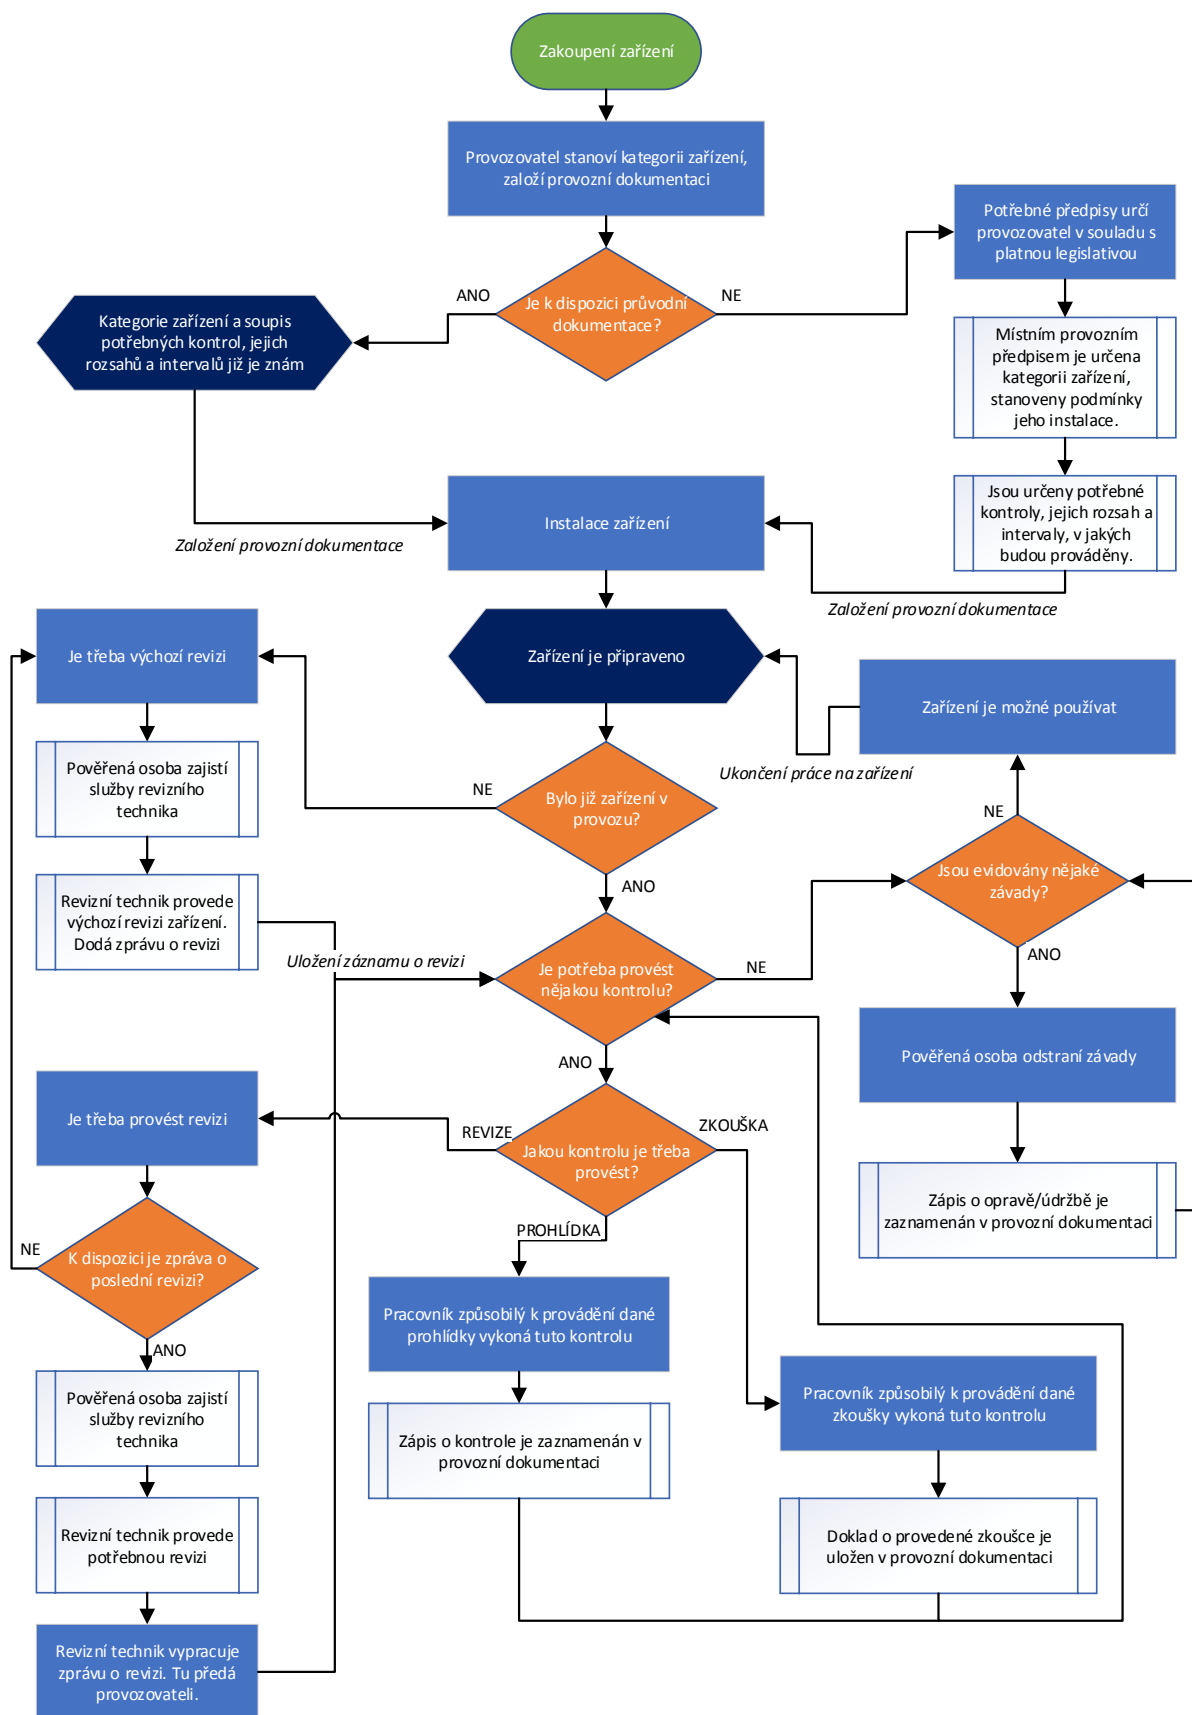 Zakoupení zařízení
Provozovatel stanoví kategorii zařízení,
založí provozní dokumentaci
Potřebné předpisy určí
provozovatel v souladu s
platnou legislativou
Je k dispozici průvodní
dokumentace?
ANO
NE
Kategorie zařízení a soupis
potřebných kontrol, jejich
rozsahů a intervalů již je znám
Místním provozním
předpisem je určena
kategorii zařízení,
stanoveny podmínky
jeho instalace.
Jsou určeny potřebné
kontroly, jejich rozsah a
intervaly, v jakých
budou prováděny.
Instalace zařízení
Založení provozní dokumentace
Založení provozní dokumentace
Je třeba výchozí revizi
Zařízení je připraveno
Zařízení je možné používat
Ukončení práce na zařízení
Pověřená osoba zajistí
služby revizního
technika
NE
Bylo již zařízení v
provozu?
NE
ANO
Jsou evidovány nějaké
závady?
Revizní technik provede
výchozí revizi zařízení.
Dodá zprávu o revizi
Uložení záznamu o revizi
Je potřeba provést
nějakou kontrolu?
NE
ANO
ANO
Pověřená osoba odstraní závady
Je třeba provést revizi
REVIZE
ZKOUŠKA
Jakou kontrolu je třeba
provést?
PROHLÍDKA
Zápis o opravě/údržbě je
zaznamenán v provozní dokumentaci
NE
K dispozici je zpráva o
poslední revizi?
ANO
Pracovník způsobilý k provádění dané
prohlídky vykoná tuto kontrolu
Pracovník způsobilý k provádění dané
zkoušky vykoná tuto kontrolu
Pověřená osoba zajistí
služby revizního
technika
Zápis o kontrole je zaznamenán v
provozní dokumentaci
Revizní technik provede
potřebnou revizi
Doklad o provedené zkoušce je
uložen v provozní dokumentaci
Revizní technik vypracuje
zprávu o revizi. Tu předá
provozovateli.